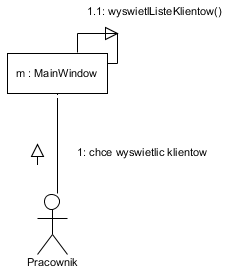 1.1: wyswietlListeKlientow()
m : MainWindow
1: chce wyswietlic klientow
Pracownik